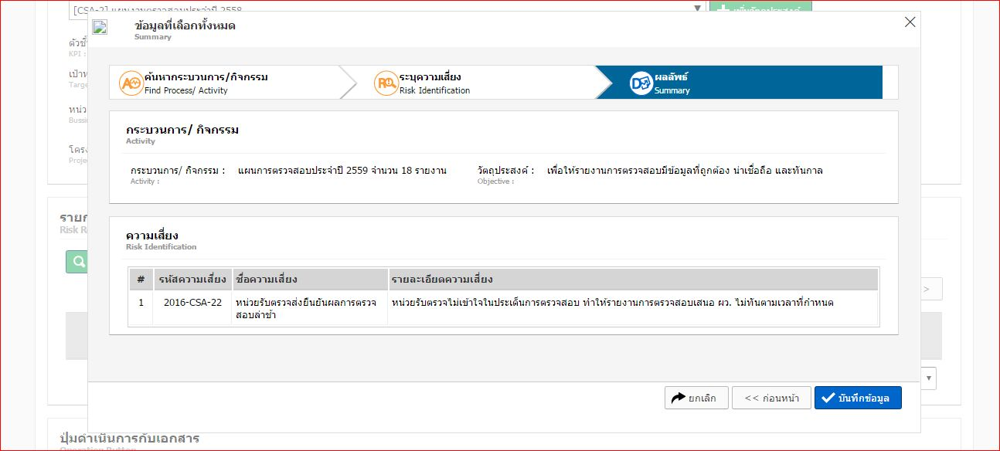 [CSA-2] แผนงานตรวจสอบประจำปี 2558
เพิ่มวัตถุประสงค์
ข้อมูลที่เลือกทั้งหมด
Summary
KPI :
ค้นหากระบวนการ/กิจกรรม
Find Process/ Activity
ระบุความเสี่ยง
Risk Identification
ผลลัพธ์
Summary
กระบวนการ/ กิจกรรม
Activity
กระบวนการ/ กิจกรรม : แผนการตรวจสอบประจำปี 2559 จำนวน 18 รายงาน วัตถุประสงค์ : เพื่อให้รายงานการตรวจสอบมีข้อมูลที่ถูกต้อง น่าเชื่อถือ และทันกาล
Activity : Objective :
ความเสี่ยง
Risk Identification
# รหัสความเสี่ยง ชื่อความเสี่ยง รายละเอียดความเสี่ยง
1 2016-CSA-22 หน่วยรับตรวจส่งยืนยันผลการตรวจ หน่วยรับตรวจไม่เข้าใจในประเด็นการตรวจสอบ ทำให้รายงานการตรวจสอบเสนอ ผว. ไม่ทันตามเวลาที่กำหนด
สอบล่าช้า
>
ยกเลิก << ก่อนหน้า บันทึกข้อมูล
ปุ่มดำเนินการกับเอกสาร
Operation Button